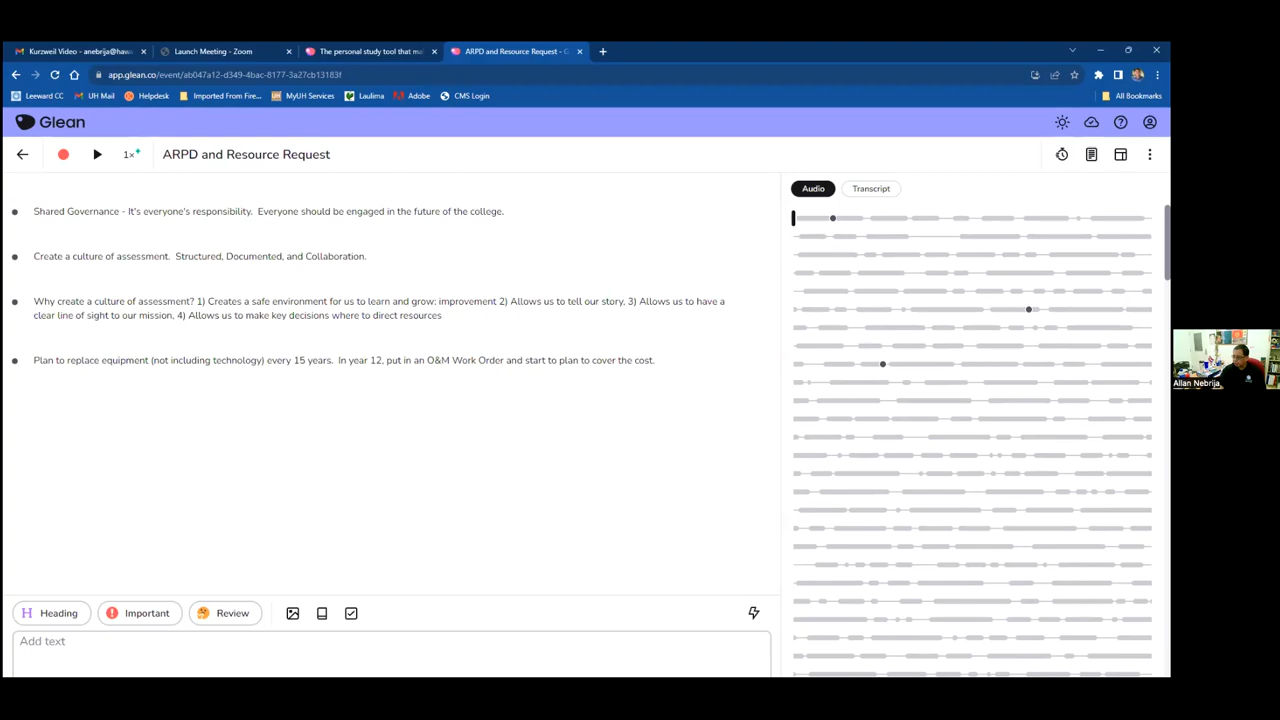 Kurzweil Video - anebrija@haw
Launch Meeting - Zoom
The personal study tool that ma
ARPD and Resource Request - G
app.glean.co/event/ab047a12-d349-4bac-8177-3a27cb13183f
Leeward CC
UH Mail
Helpdesk
Imported From Fire...
MyUH Services
Laulima
Adobe
CMS Login
All Bookmarks
Glean
1x
ARPD and Resource Request
Audio
Transcript
Shared Governance - It's everyone's responsibility. Everyone should be engaged in the future of the college.
Create a culture of assessment. Structured, Documented, and Collaboration.
Why create a culture of assessment? 1) Creates a safe environment for us to learn and grow: improvement 2) Allows us to tell our story, 3) Allows us to have a
clear line of sight to our mission, 4) Allows us to make key decisions where to direct resources
Plan to replace equipment (not including technology) every 15 years. In year 12, put in an O&M Work Order and start to plan to cover the cost.
Allan Nebrija
H Heading
Important
Review
Add text